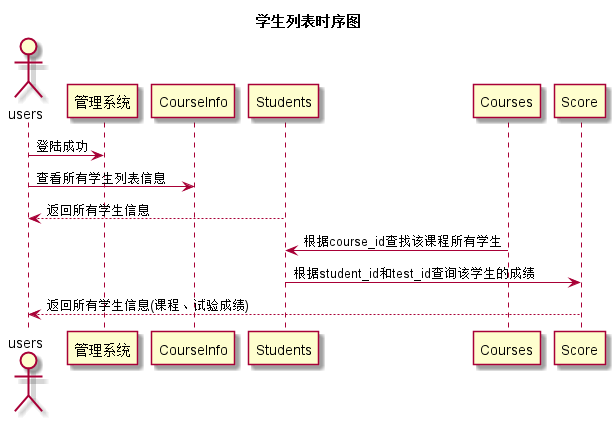 学生列表时序图
users
管理系统
CourseInfo
Students
Courses
Score
登陆成功
查看所有学生列表信息
返回所有学生信息
根据course_id查找该课程所有学生
根据student_id和test_id查询该学生的成绩
返回所有学生信息(课程、试验成绩)
users
管理系统
CourseInfo
Students
Courses
Score